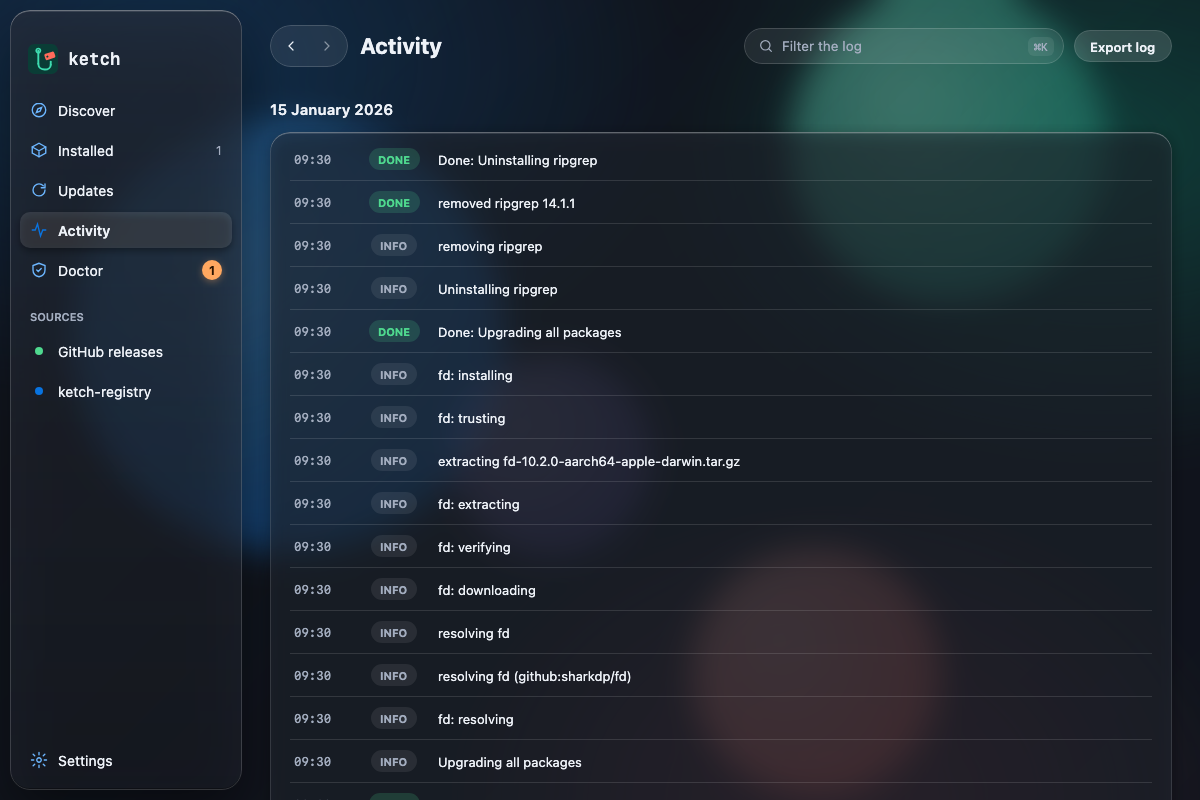 ketch
Discover
Installed 1
Updates
Activity
Doctor 1
SOURCES
GitHub releases
ketch-registry
Settings
Activity
Filter the log ⌘K
Export log
15 January 2026
09:30 DONE Done: Uninstalling ripgrep
09:30 DONE removed ripgrep 14.1.1
09:30 INFO removing ripgrep
09:30 INFO Uninstalling ripgrep
09:30 DONE Done: Upgrading all packages
09:30 INFO fd: installing
09:30 INFO fd: trusting
09:30 INFO extracting fd-10.2.0-aarch64-apple-darwin.tar.gz
09:30 INFO fd: extracting
09:30 INFO fd: verifying
09:30 INFO fd: downloading
09:30 INFO resolving fd
09:30 INFO resolving fd (github:sharkdp/fd)
09:30 INFO fd: resolving
09:30 INFO Upgrading all packages